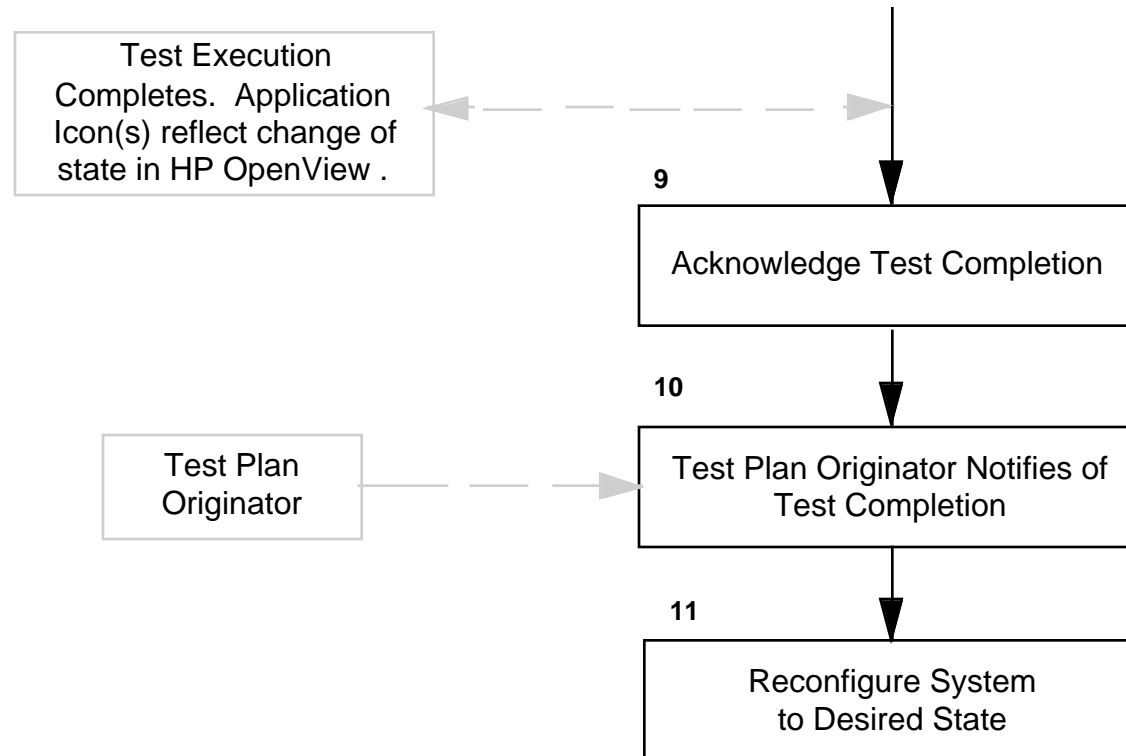 Test Execution
Completes.  Application
Icon(s) reflect change of
state in HP OpenView .
9
Acknowledge Test Completion
10
Test Plan
Originator
Test Plan Originator Notifies of
Test Completion
11
Reconfigure System
to Desired State